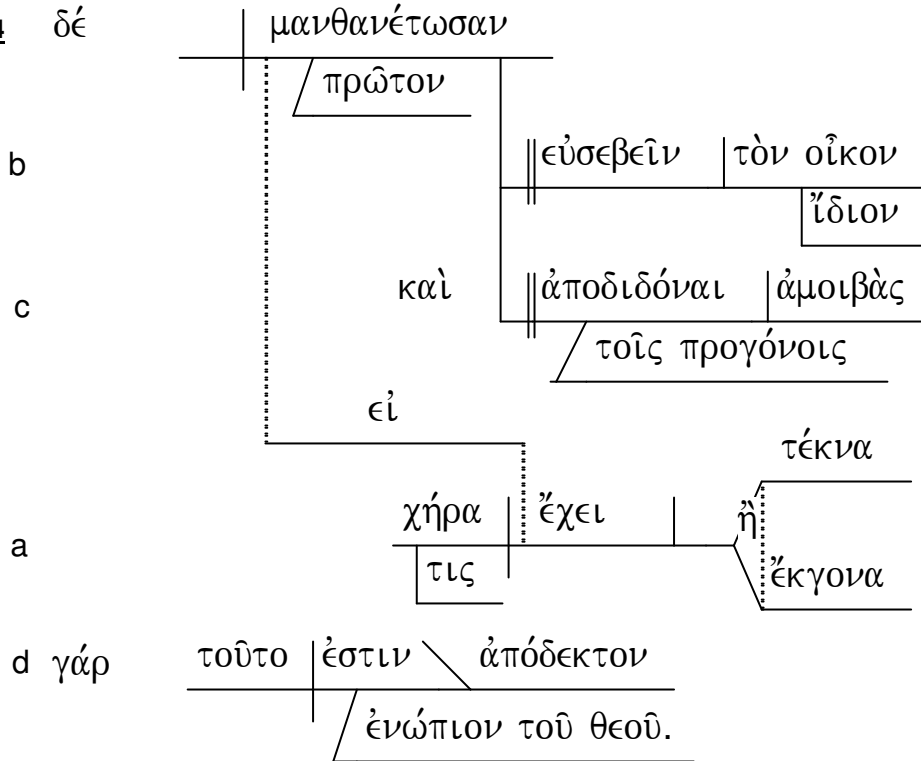 4 δέ μανθανέτωσαν
πρῶτον
b εὐσεβεῖν τὸν οἶκον
ἴδιον
c καὶ ἀποδιδόναι ἀμοιβὰς
τοῖς προγόνοις
εἰ
τέκνα
a χήρα ἔχει ἢ
τις ἔκγονα
d γάρ τοῦτο ἐστιν ἀπόδεκτον
ἐνώπιον τοῦ θεοῦ.